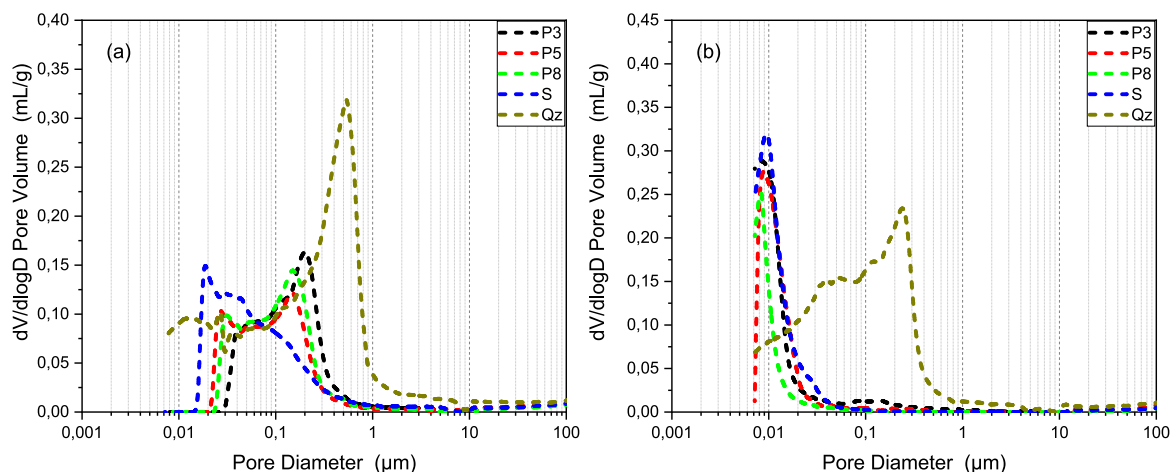 (a)
dV/dlogD Pore Volume (mL/g)
0,40
0,35
0,30
0,25
0,20
0,15
0,10
0,05
0,00
0,001
0,01
0,1
1
10
100
Pore Diameter (µm)
P3
P5
P8
S
Qz
(b)
dV/dlogD Pore Volume (mL/g)
0,45
0,40
0,35
0,30
0,25
0,20
0,15
0,10
0,05
0,00
0,001
0,01
0,1
1
10
100
Pore Diameter (µm)
P3
P5
P8
S
Qz